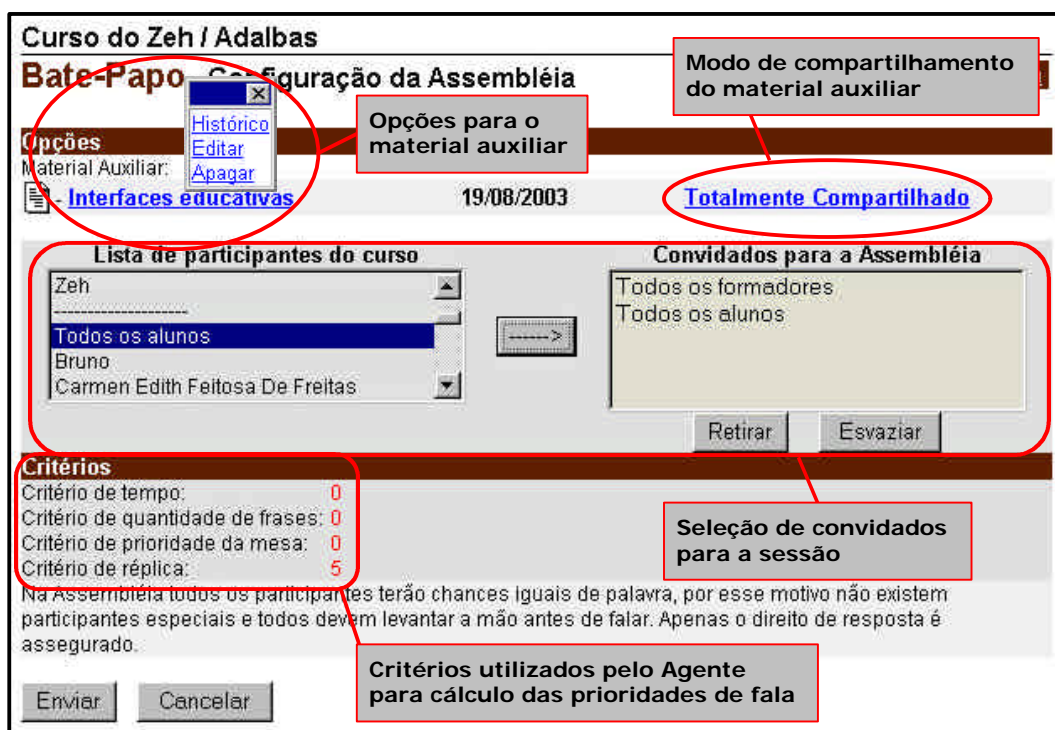 Curso do Zeh / Adalbas
Bate-Papo - Configuração da Assembléia
Modo de compartilhamento
do material auxiliar
Histórico
Editar
Apagar
Opções para o
material auxiliar
Opções
Material Auxiliar:
- Interfaces educativas 19/08/2003 Totalmente Compartilhado
Lista de participantes do curso
Zeh
--------------------
Todos os alunos
Bruno
Carmen Edith Feitosa De Freitas
------>
Convidados para a Assembléia
Todos os formadores
Todos os alunos
Retirar Esvaziar
Critérios
Critério de tempo: 0
Critério de quantidade de frases: 0
Critério de prioridade da mesa: 0
Critério de réplica: 5
Seleção de convidados
para a sessão
Na Assembléia todos os participantes terão chances iguais de palavra, por esse motivo não existem
participantes especiais e todos devem levantar a mão antes de falar. Apenas o direito de resposta é
assegurado.
Critérios utilizados pelo Agente
para cálculo das prioridades de fala
Enviar Cancelar